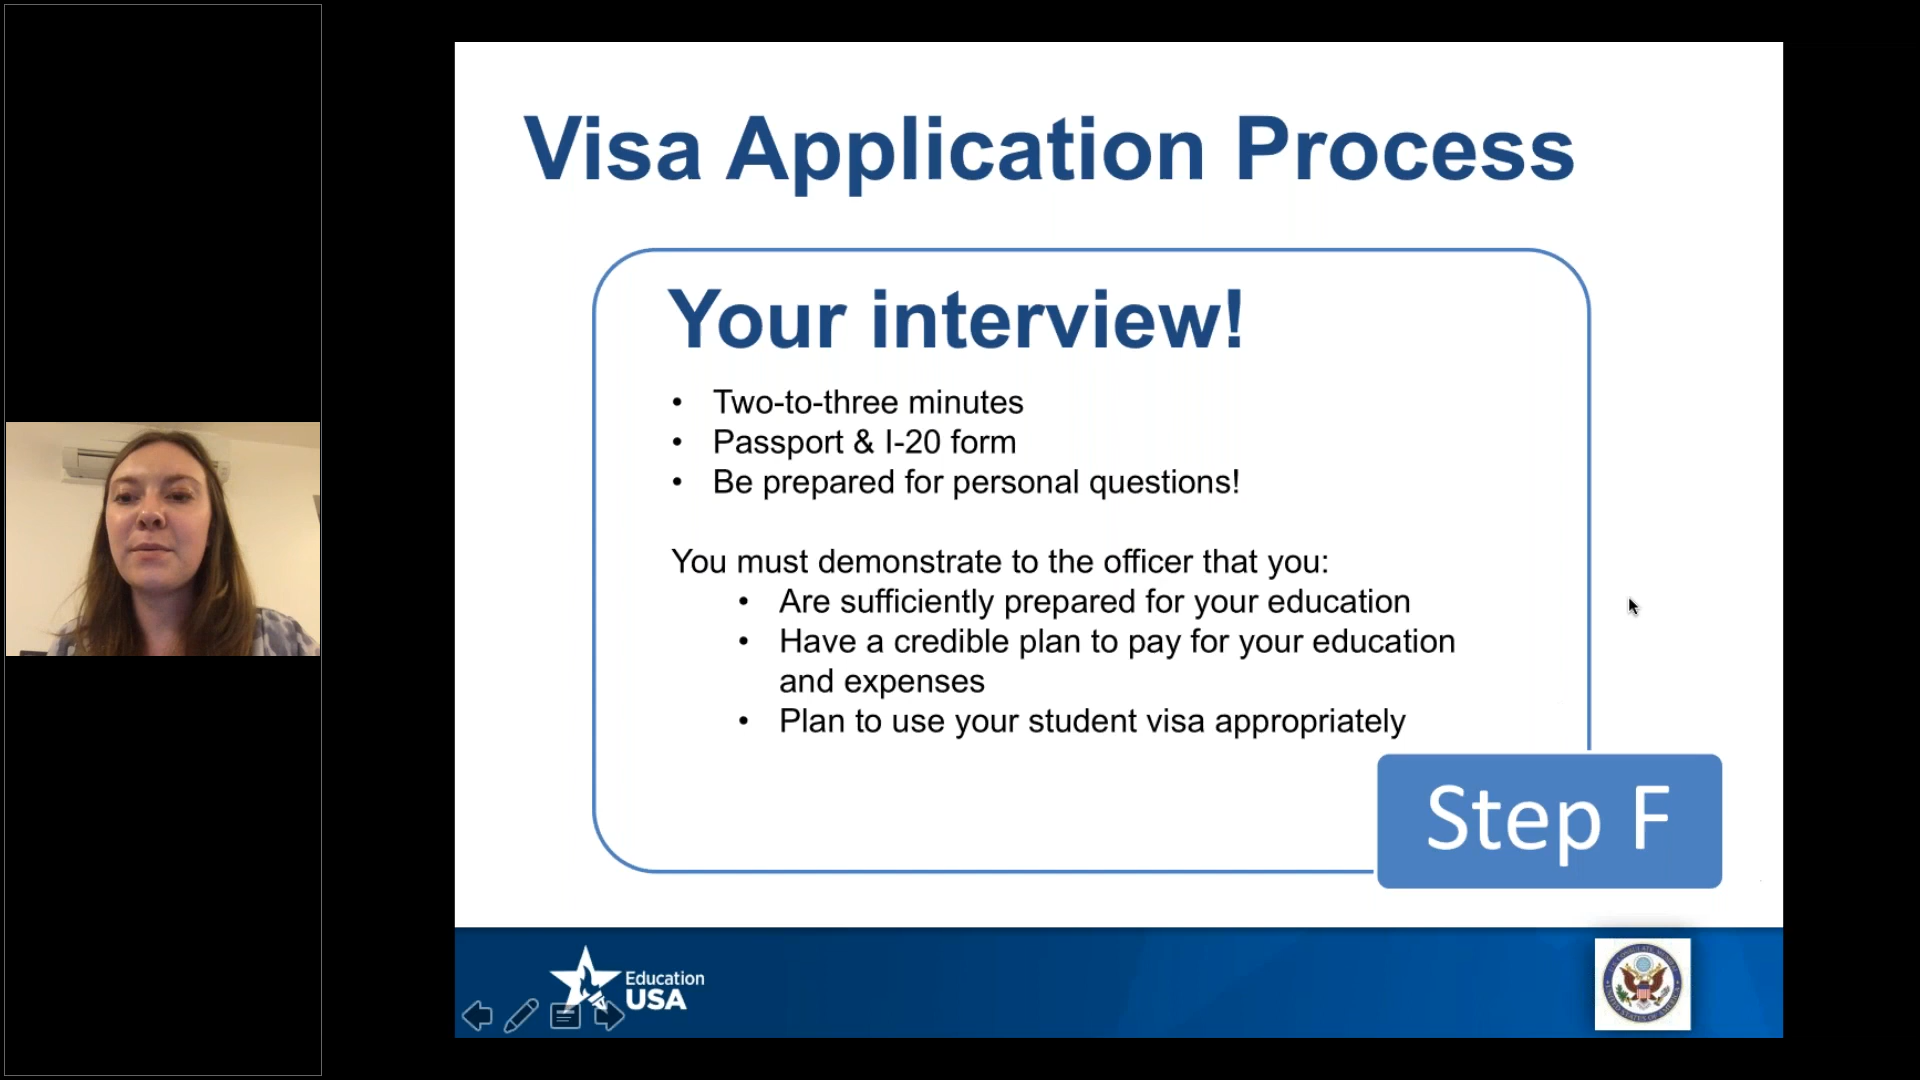 Visa Application Process
Your interview!
• Two-to-three minutes
• Passport & I-20 form
• Be prepared for personal questions!
You must demonstrate to the officer that you:
• Are sufficiently prepared for your education
• Have a credible plan to pay for your education
and expenses
• Plan to use your student visa appropriately
Step F
Education
USA